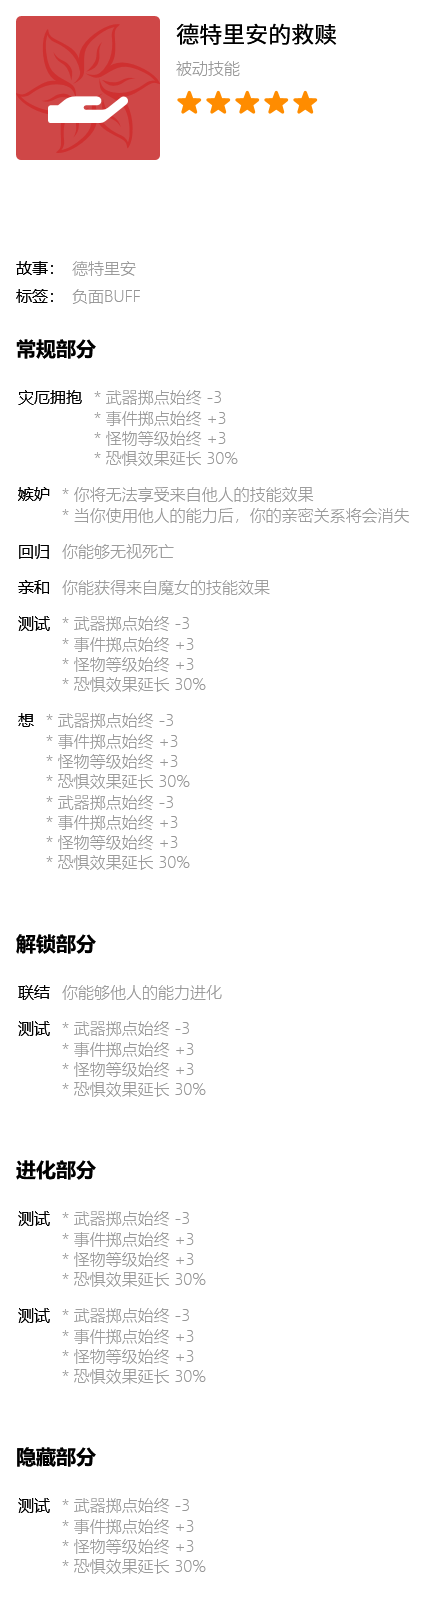 德特里安的救赎
被动技能
故事： 德特里安
标签： 负面BUFF
常规部分
灾厄拥抱 * 武器掷点始终 -3
* 事件掷点始终 +3
* 怪物等级始终 +3
* 恐惧效果延长 30%
嫉妒 * 你将无法享受来自他人的技能效果
* 当你使用他人的能力后，你的亲密关系将会消失
回归 你能够无视死亡
亲和 你能获得来自魔女的技能效果
测试 * 武器掷点始终 -3
* 事件掷点始终 +3
* 怪物等级始终 +3
* 恐惧效果延长 30%
想 * 武器掷点始终 -3
* 事件掷点始终 +3
* 怪物等级始终 +3
* 恐惧效果延长 30%
* 武器掷点始终 -3
* 事件掷点始终 +3
* 怪物等级始终 +3
* 恐惧效果延长 30%
解锁部分
联结 你能够他人的能力进化
测试 * 武器掷点始终 -3
* 事件掷点始终 +3
* 怪物等级始终 +3
* 恐惧效果延长 30%
进化部分
测试 * 武器掷点始终 -3
* 事件掷点始终 +3
* 怪物等级始终 +3
* 恐惧效果延长 30%
测试 * 武器掷点始终 -3
* 事件掷点始终 +3
* 怪物等级始终 +3
* 恐惧效果延长 30%
隐藏部分
测试 * 武器掷点始终 -3
* 事件掷点始终 +3
* 怪物等级始终 +3
* 恐惧效果延长 30%